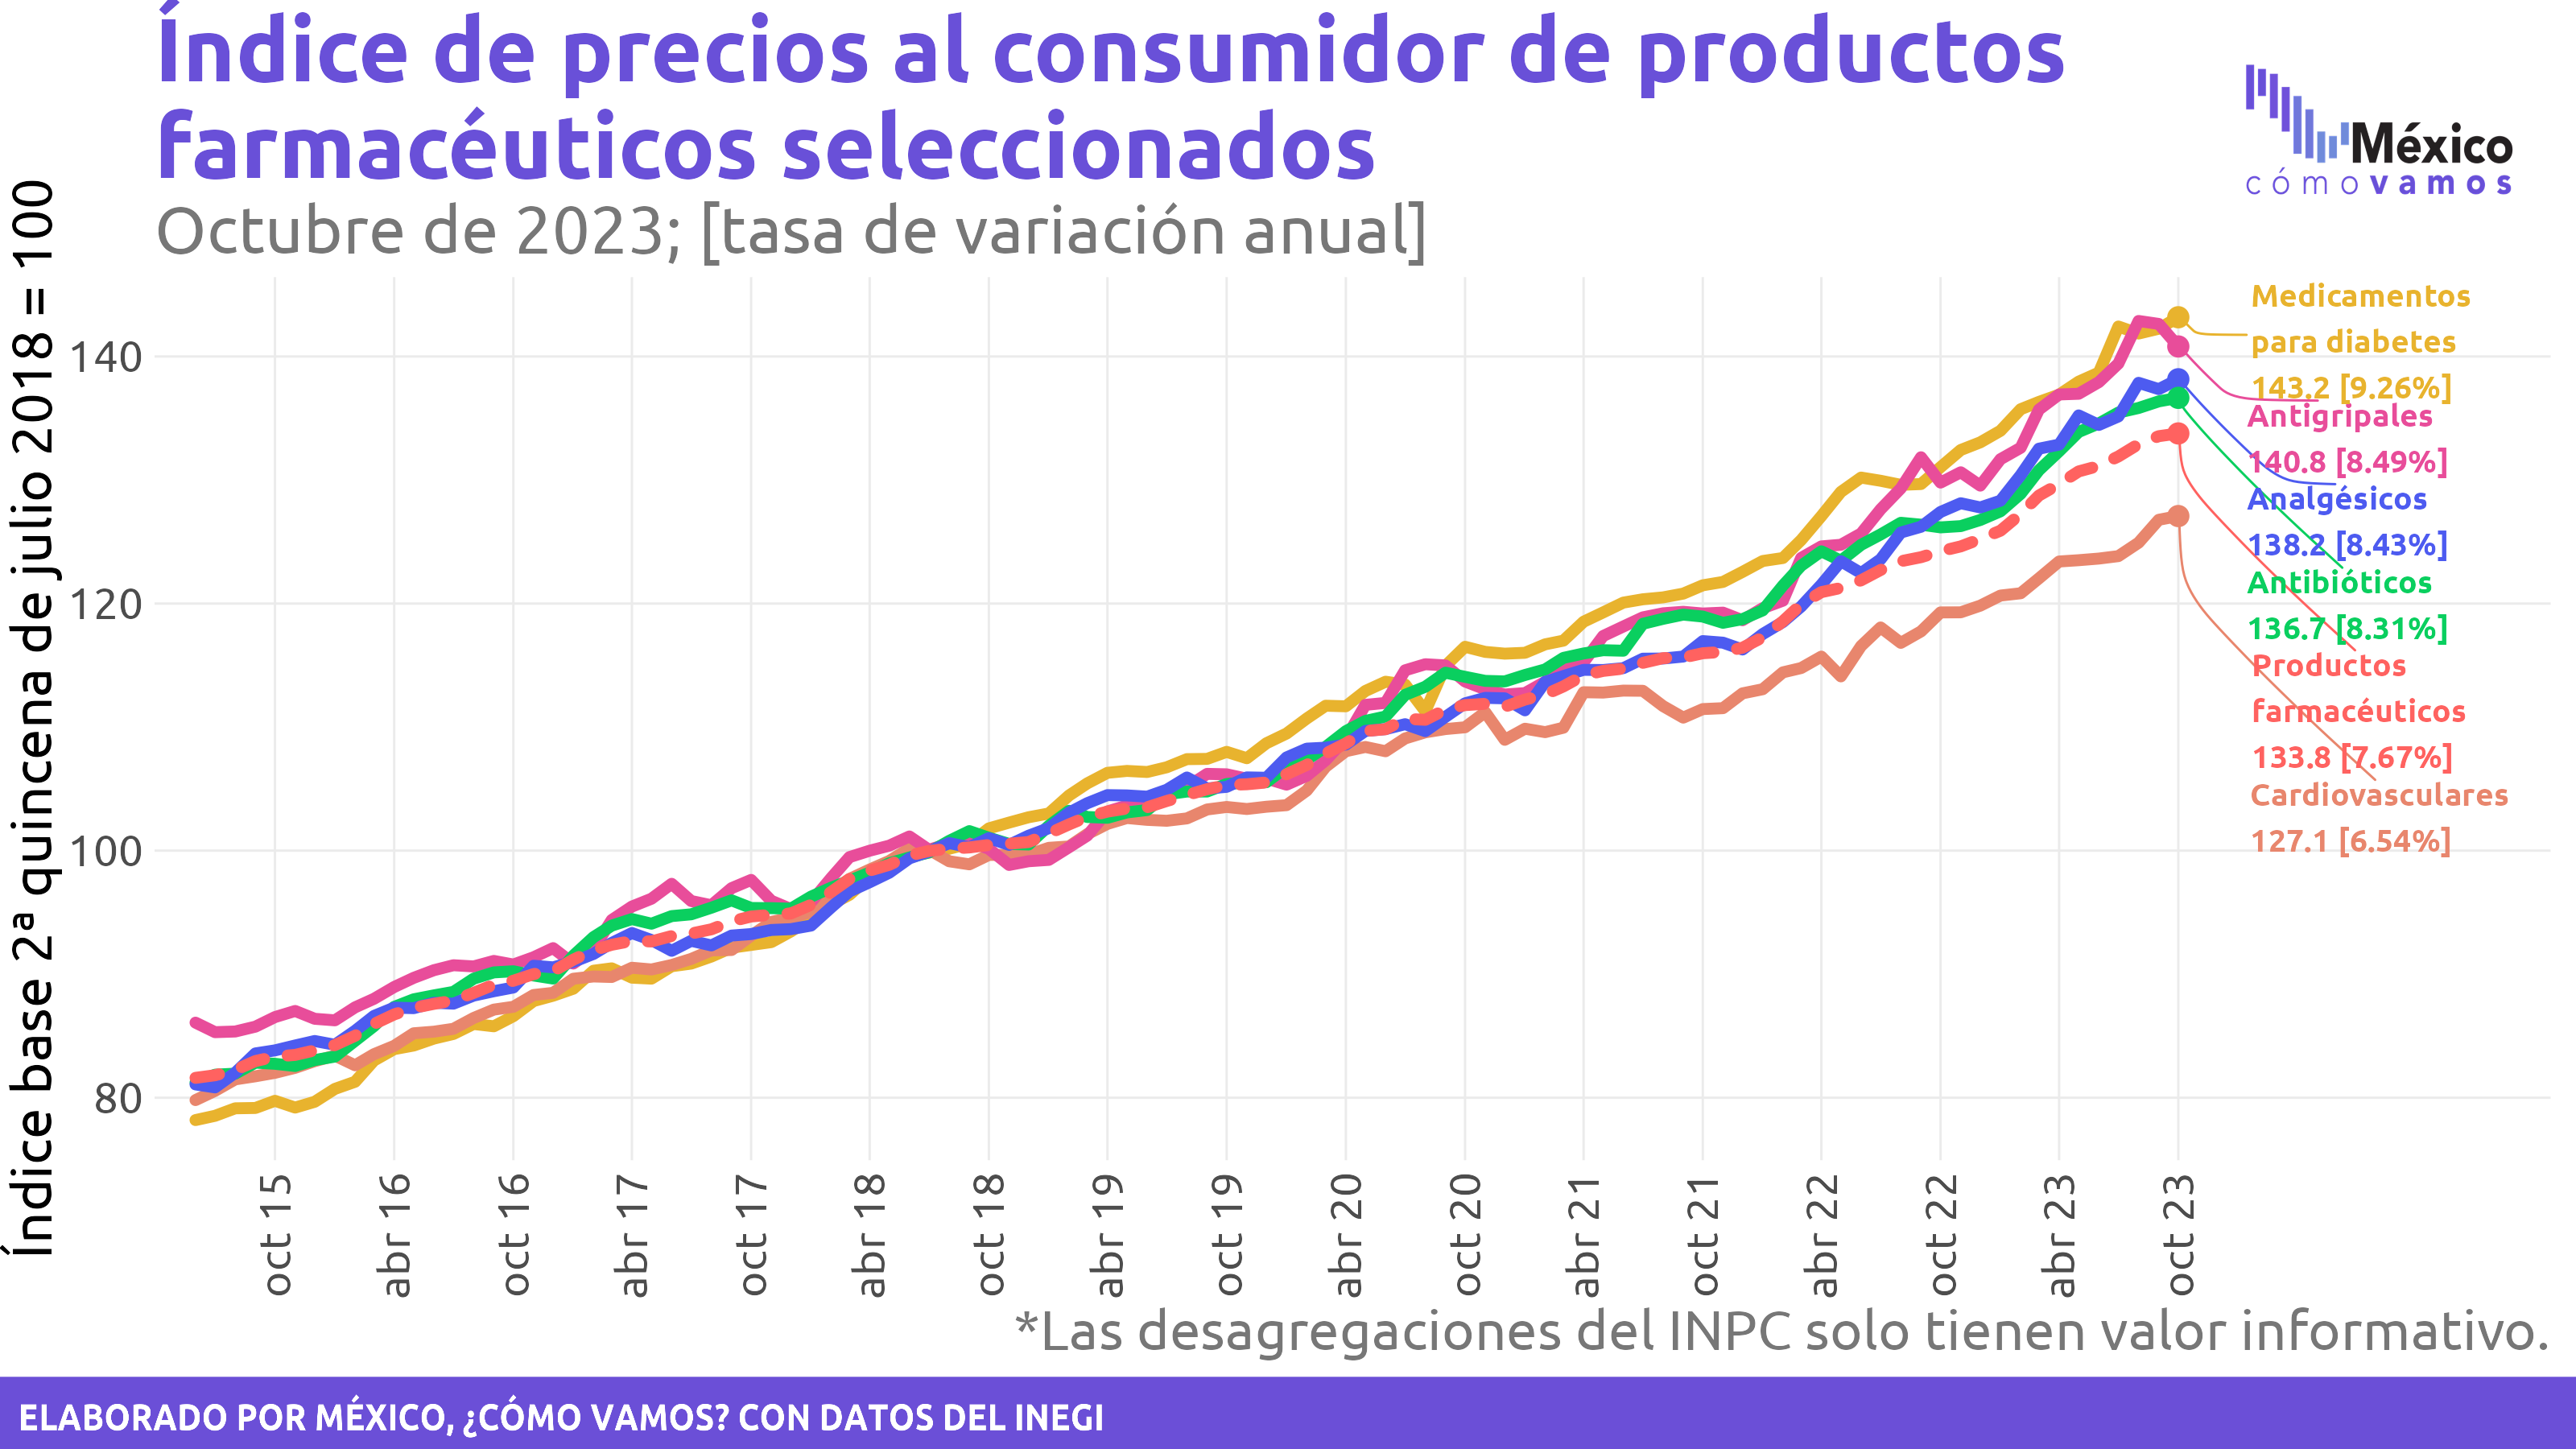 Índice de precios al consumidor de productos
farmacéuticos seleccionados
Octubre de 2023; [tasa de variación anual]
México
cómo vamos
Índice base 2ª quincena de julio 2018 = 100
140
120
100
80
Medicamentos
para diabetes
143.2 [9.26%]
Antigripales
140.8 [8.49%]
Analgésicos
138.2 [8.43%]
Antibióticos
136.7 [8.31%]
Productos
farmacéuticos
133.8 [7.67%]
Cardiovasculares
127.1 [6.54%]
oct 15
abr 16
oct 16
abr 17
oct 17
abr 18
oct 18
abr 19
oct 19
abr 20
oct 20
abr 21
oct 21
abr 22
oct 22
abr 23
oct 23
*Las desagregaciones del INPC solo tienen valor informativo.
ELABORADO POR MÉXICO, ¿CÓMO VAMOS? CON DATOS DEL INEGI